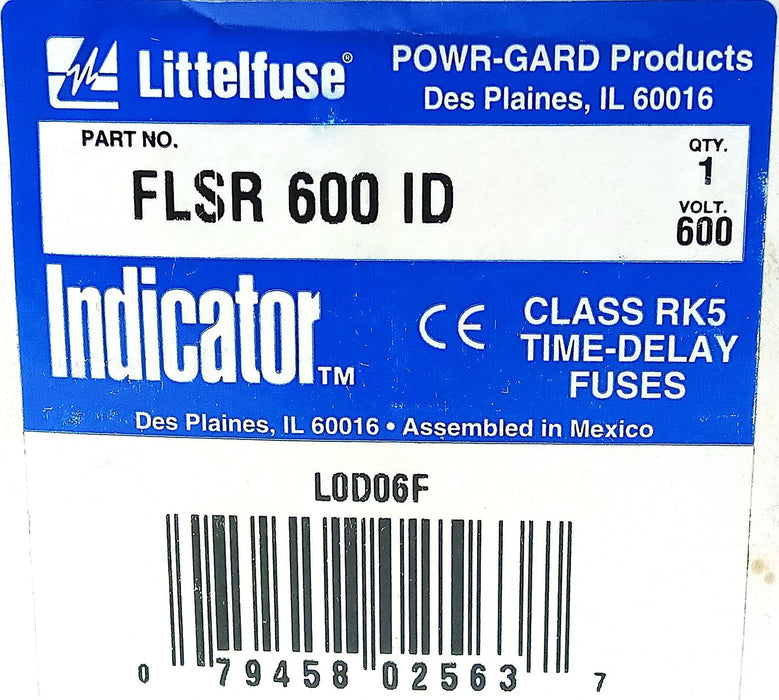 Littelfuse®
POWR-GARD Products
Des Plaines, IL 60016
PART NO.
FLSR 600 ID
QTY.
1
VOLT.
600
Indicator™
CE
CLASS RK5
TIME-DELAY
FUSES
Des Plaines, IL 60016 • Assembled in Mexico
L0D06F
0 79458 02563 7